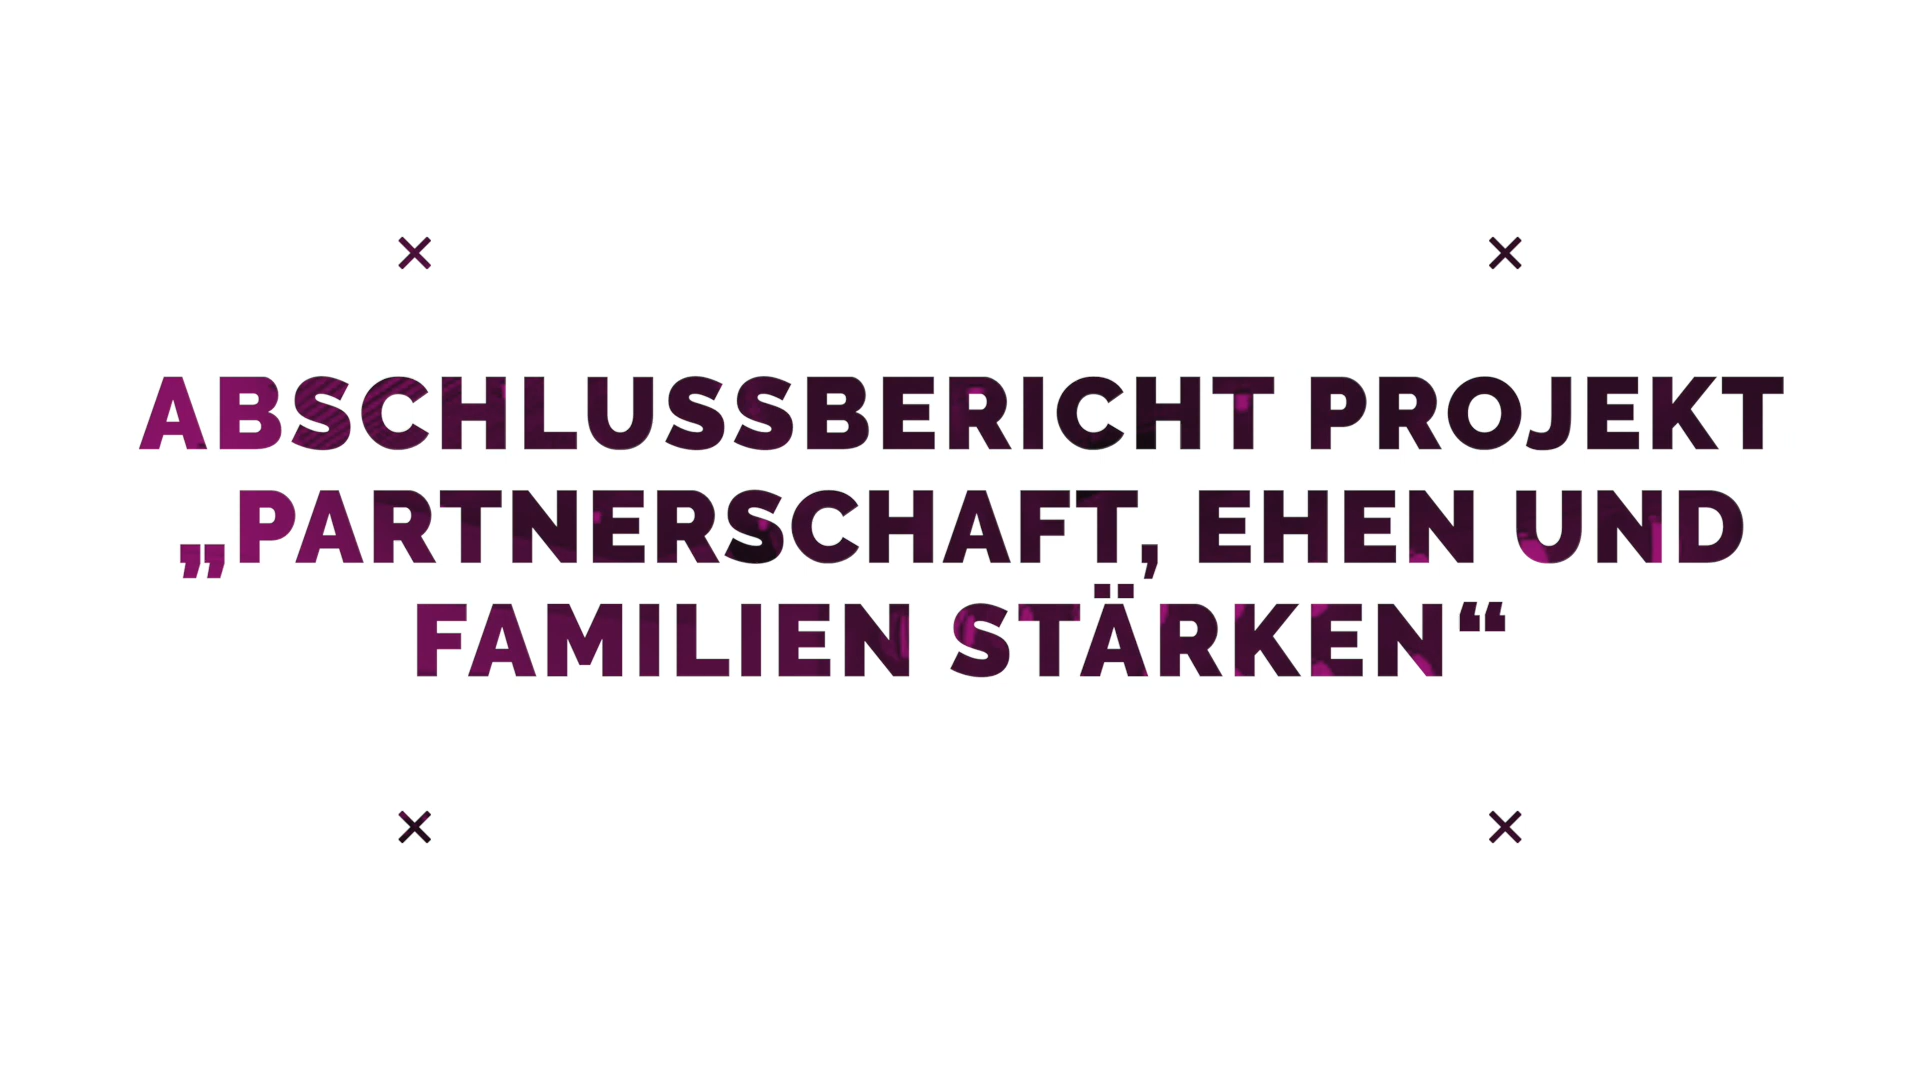 ABSCHLUSSBERICHT PROJEKT
„PARTNERSCHAFT, EHEN UND
FAMILIEN STÄRKEN“